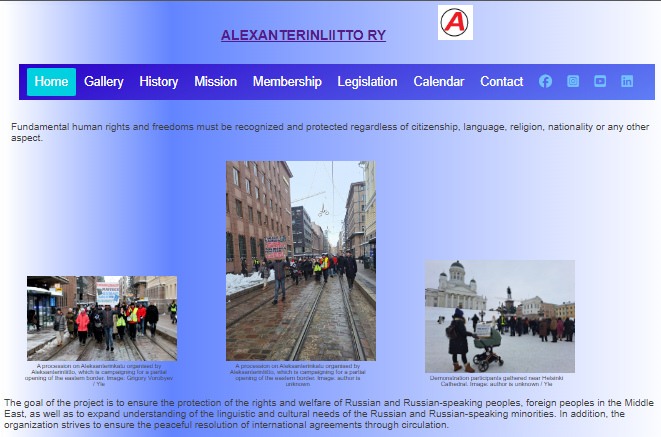 ALEXANTERINLIITTO RY
A
Home Gallery History Mission Membership Legislation Calendar Contact
Fundamental human rights and freedoms must be recognized and protected regardless of citizenship, language, religion, nationality or any other
aspect.
A procession on Aleksanterinkatu organised by
Aleksanterinliitto, which is campaigning for a partial
opening of the eastern border. Image: Grigory Vorobyov
/ Yle
A procession on Aleksanterinkatu organised by
Aleksanterinliitto, which is campaigning for a partial
opening of the eastern border. Image: author is
unknown
Demonstration participants gathered near Helsinki
Cathedral. Image: author is unknown / Yle
The goal of the project is to ensure the protection of the rights and welfare of Russian and Russian-speaking peoples, foreign peoples in the Middle
East, as well as to expand understanding of the linguistic and cultural needs of the Russian and Russian-speaking minorities. In addition, the
organization strives to ensure the peaceful resolution of international agreements through circulation.